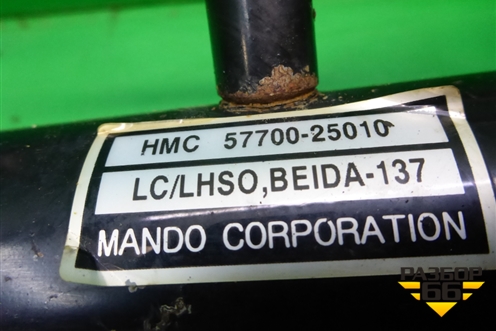 HMC 57700-25010
LC/LHSO,BEIDA-137
MANDO CORPORATION
РАЗБОР
66